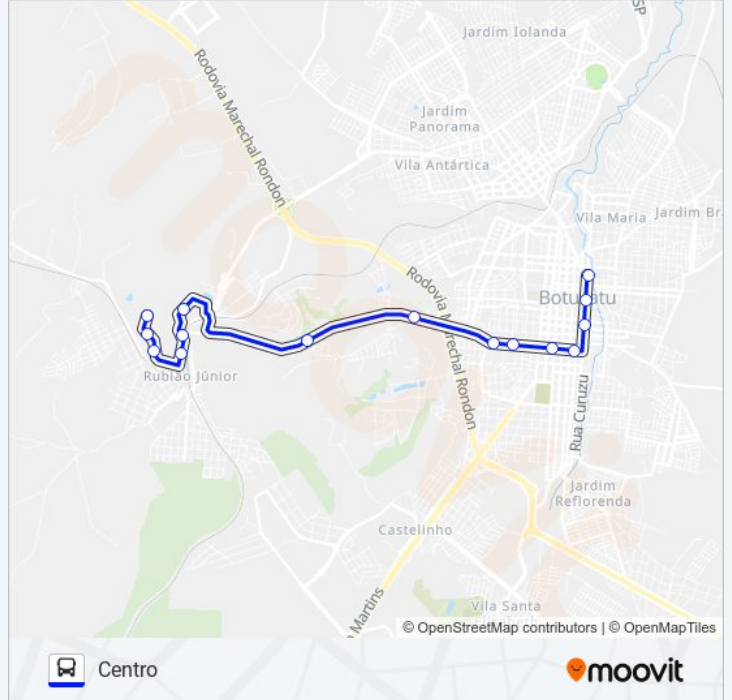 SP
Jardim Iolanda
Rodovia Marechal Rondon
Jardim
Panorama
Vila Antártica
Vila Maria
Jardim Br
Rodovia Marechal Rondon
Botucatu
Rubião Júnior
Rua Curuzu
Jardim
Reflorenda
Castelinho
Vila Santa
Martins
© OpenStreetMap contributors | © OpenMapTiles
Centro
moovit